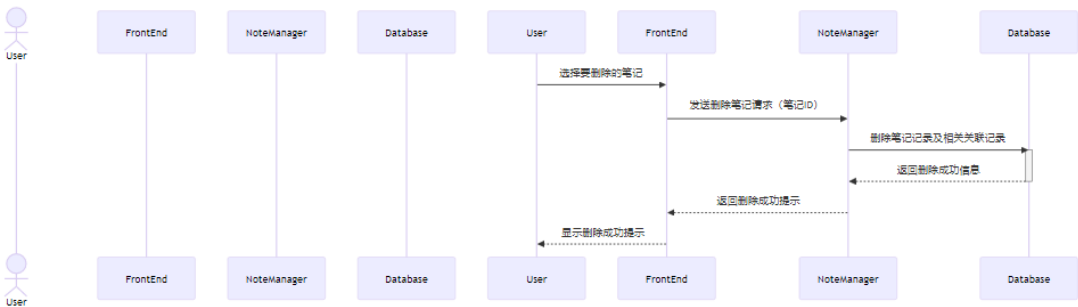 User
FrontEnd
NoteManager
Database
User
FrontEnd
NoteManager
Database
选择要删除的笔记
发送删除笔记请求（笔记ID）
删除笔记记录及相关关联记录
返回删除成功信息
返回删除成功提示
显示删除成功提示
User
FrontEnd
NoteManager
Database
User
FrontEnd
NoteManager
Database